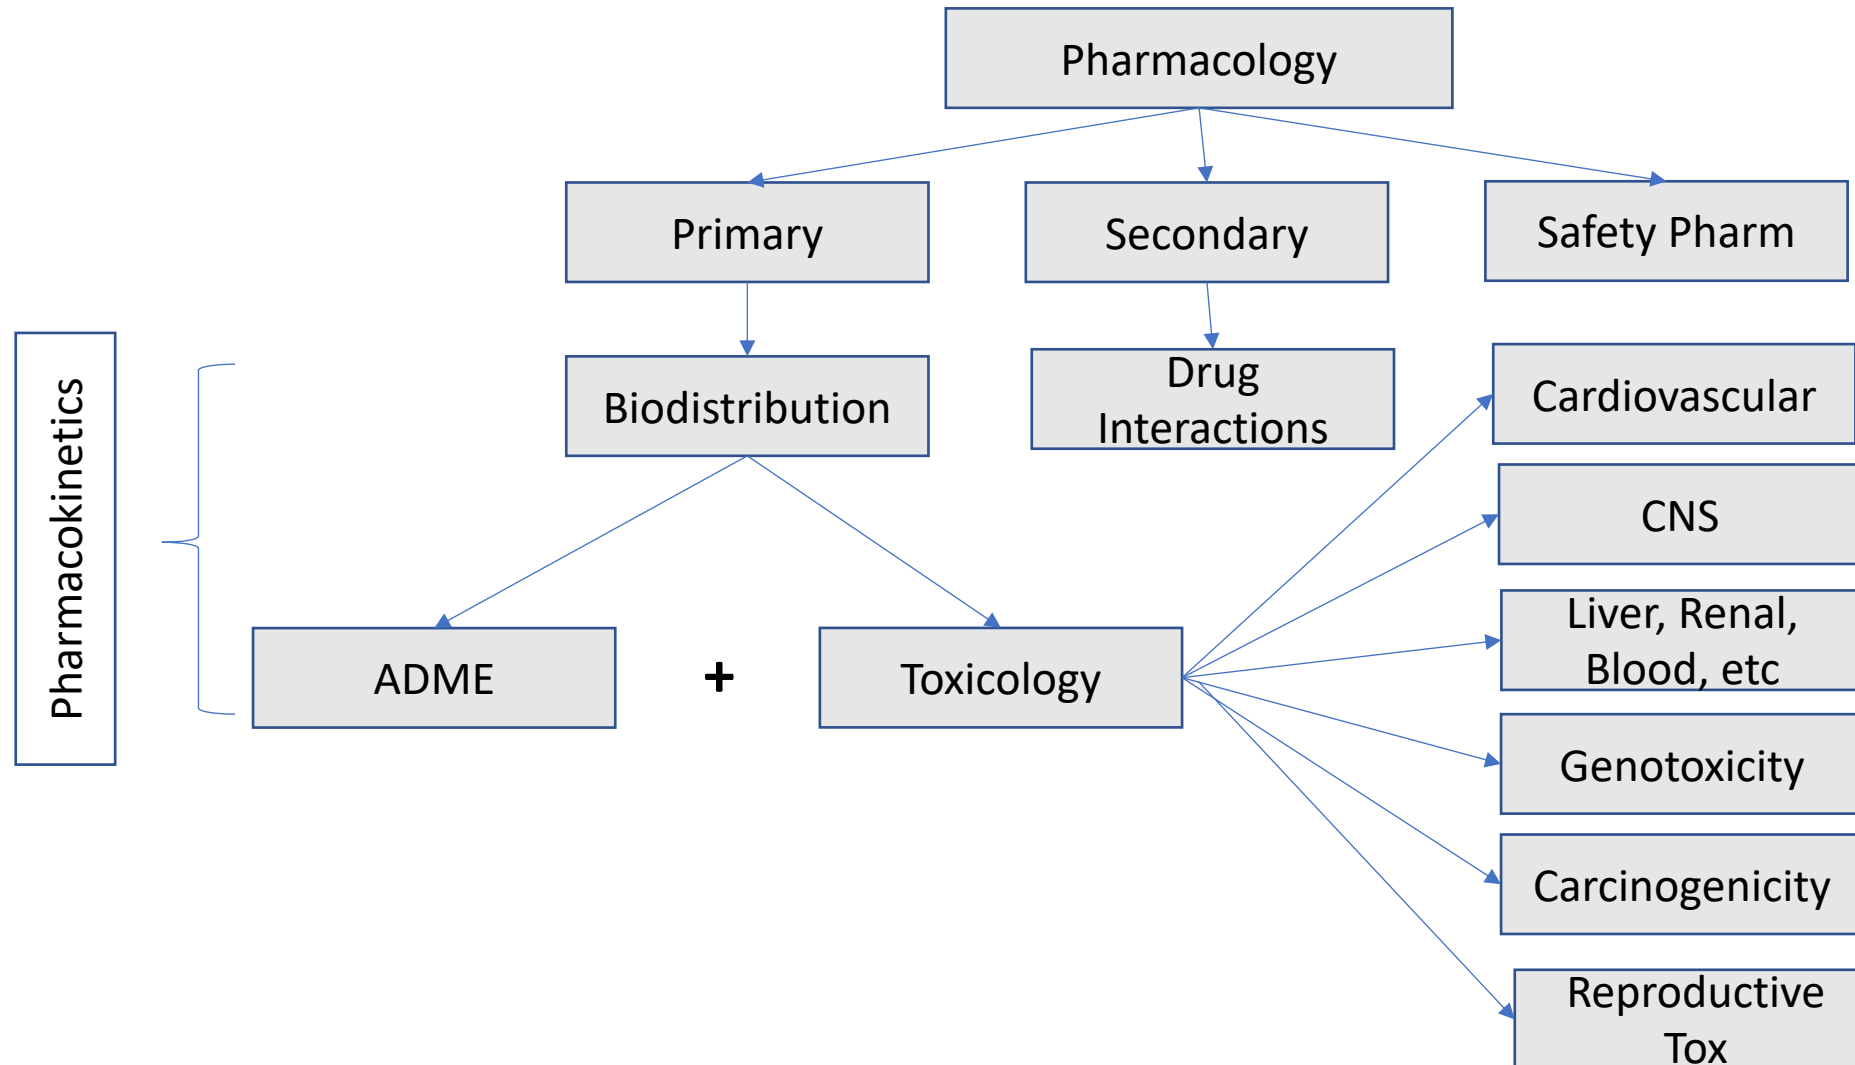 Pharmacology
Primary
Secondary
Safety Pharm
Pharmacokinetics
Biodistribution
Drug
Interactions
Cardiovascular
CNS
Liver, Renal,
Blood, etc
ADME
+
Toxicology
Genotoxicity
Carcinogenicity
Reproductive
Tox